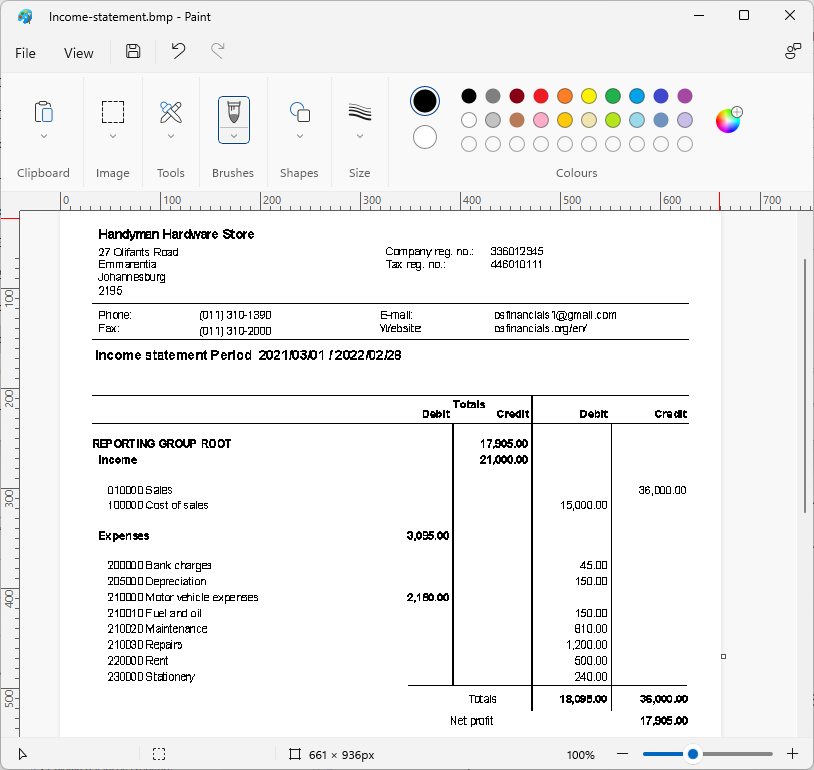 Income-statement.bmp - Paint
File View
Clipboard Image Tools Brushes Shapes Size Colours
0 100 200 300 400 500 600 700
100
200
300
400
500
Handyman Hardware Store
27 Olifants Road Company reg. no.: 336012345
Emmarentia Tax reg. no.: 446010111
Johannesburg
2195
Phone: (011) 310-1390 E-mail: osfinancials1@gmail.com
Fax: (011) 310-2000 Website: osfinancials.org/en/
Income statement Period 2021/03/01 / 2022/02/28
Totals
Debit Credit Debit Credit
REPORTING GROUP ROOT 17,905.00
Income 21,000.00
010000 Sales 36,000.00
100000 Cost of sales 15,000.00
Expenses 3,095.00
200000 Bank charges 45.00
205000 Depreciation 150.00
210000 Motor vehicle expenses 2,160.00
210010 Fuel and oil 150.00
210020 Maintenance 810.00
210030 Repairs 1,200.00
220000 Rent 500.00
230000 Stationery 240.00
Totals 18,095.00 36,000.00
Net profit 17,905.00
661 × 936px 100%